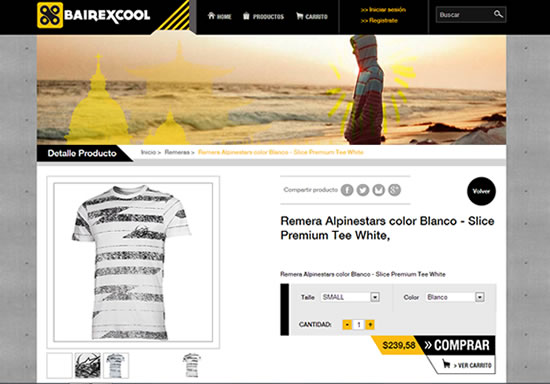 BAIREXCOOL
HOME
PRODUCTOS
CARRITO
>> Iniciar sesión
>> Registrate
Buscar
Detalle Producto
Inicio > Remeras > Remera Alpinestars color Blanco - Slice Premium Tee White
Compartir producto
Volver
Remera Alpinestars color Blanco - Slice
Premium Tee White,
Remera Alpinestars color Blanco - Slice Premium Tee White
Talle SMALL Color Blanco
CANTIDAD: - 1 +
$239,58 » COMPRAR
> VER CARRITO